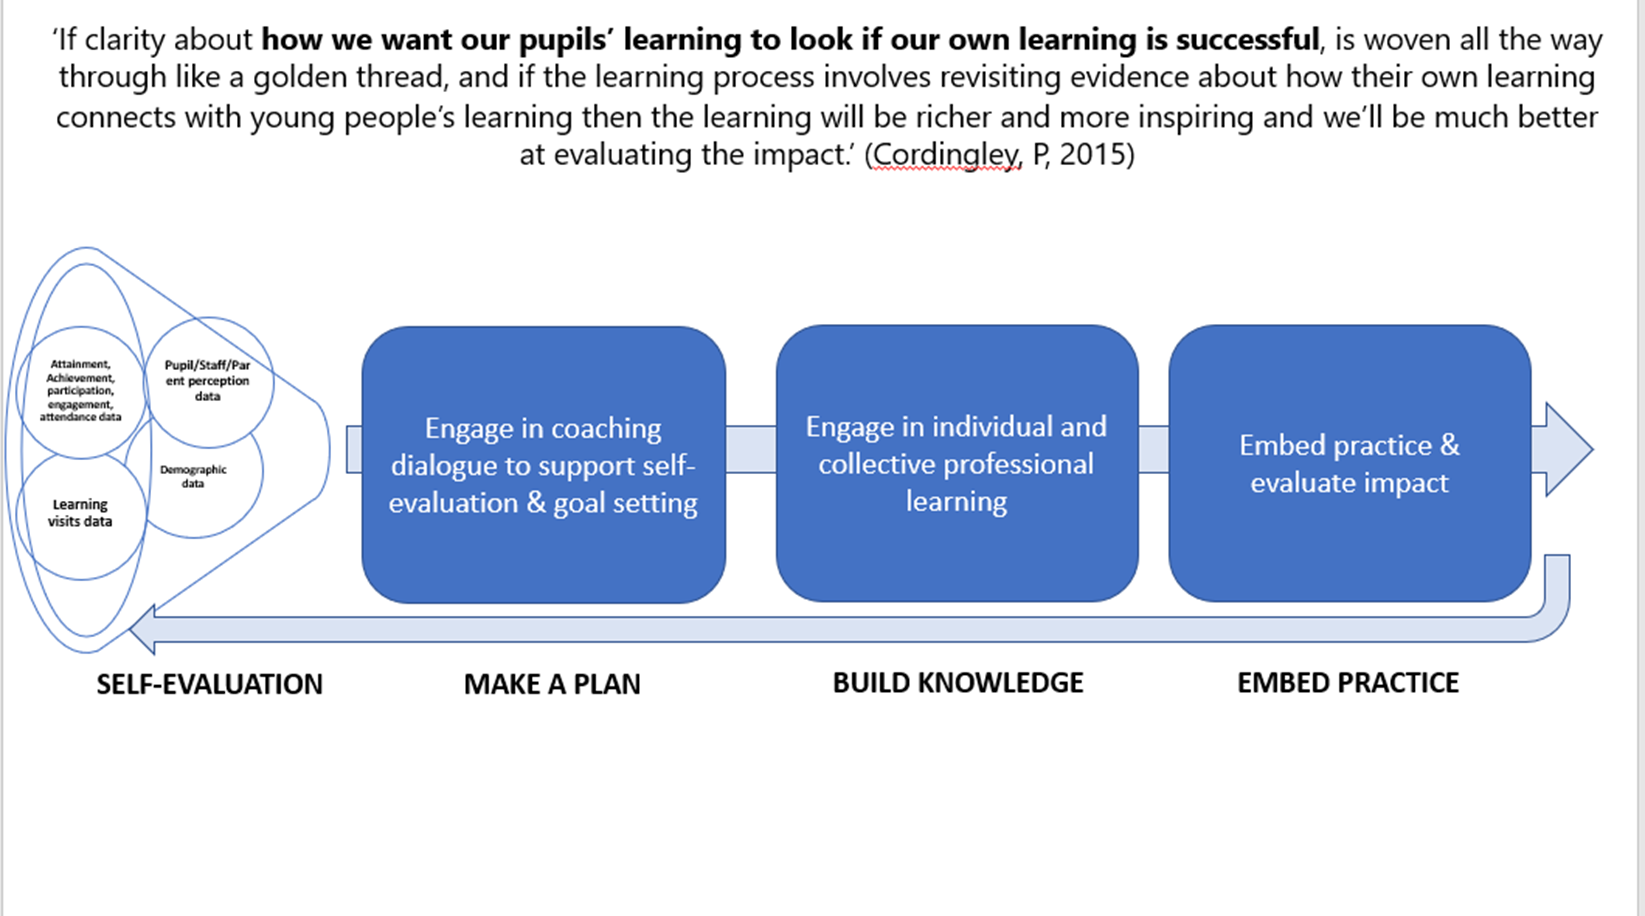 ‘If clarity about how we want our pupils’ learning to look if our own learning is successful, is woven all the way
through like a golden thread, and if the learning process involves revisiting evidence about how their own learning
connects with young people’s learning then the learning will be richer and more inspiring and we’ll be much better
at evaluating the impact.’ (Cordingley, P, 2015)
Attainment,
Achievement,
participation,
engagement,
attendance data
Pupil/Staff/Par
ent perception
data
Learning
visits data
Demographic
data
Engage in coaching
dialogue to support self-
evaluation & goal setting
Engage in individual and
collective professional
learning
Embed practice &
evaluate impact
SELF-EVALUATION
MAKE A PLAN
BUILD KNOWLEDGE
EMBED PRACTICE